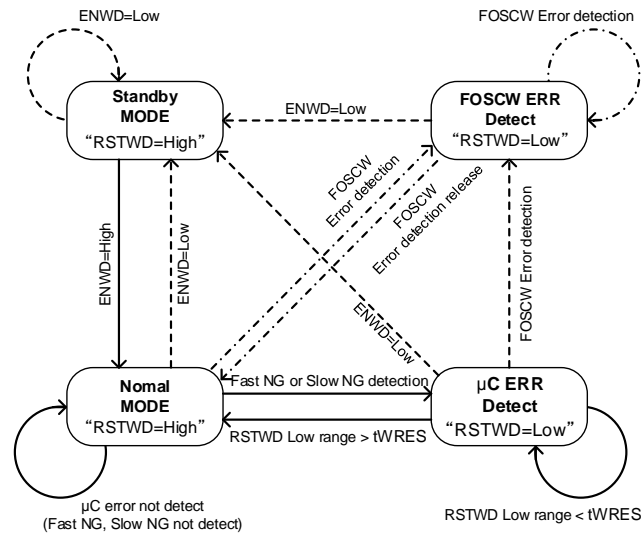 ENWD=Low
FOSCW Error detection
Standby
MODE
“RSTWD=High”
ENWD=Low
FOSCW ERR
Detect
“RSTWD=Low”
FOSCW
Error detection
FOSCW
Error detection release
ENWD=High
ENWD=Low
ENWD=Low
FOSCW Error detection
Nomal
MODE
“RSTWD=High”
Fast NG or Slow NG detection
RSTWD Low range > tWRES
µC ERR
Detect
“RSTWD=Low”
µC error not detect
(Fast NG, Slow NG not detect)
RSTWD Low range < tWRES